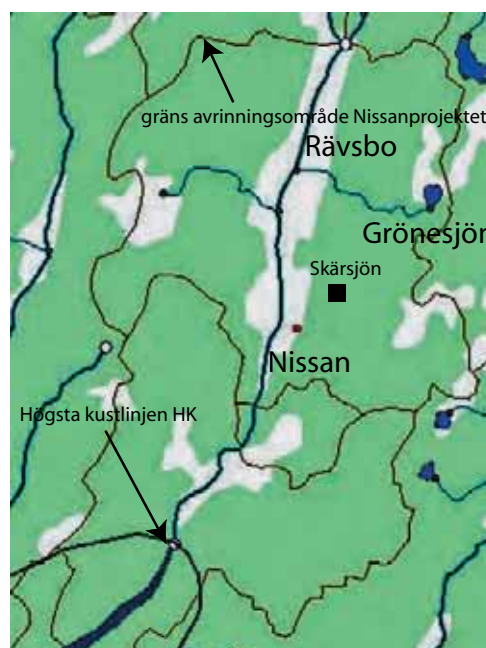 gräns avrinningsområde Nissanprojektet
Rävsbo
Grönesjön
Skärsjön
Nissan
Högsta kustlinjen HK